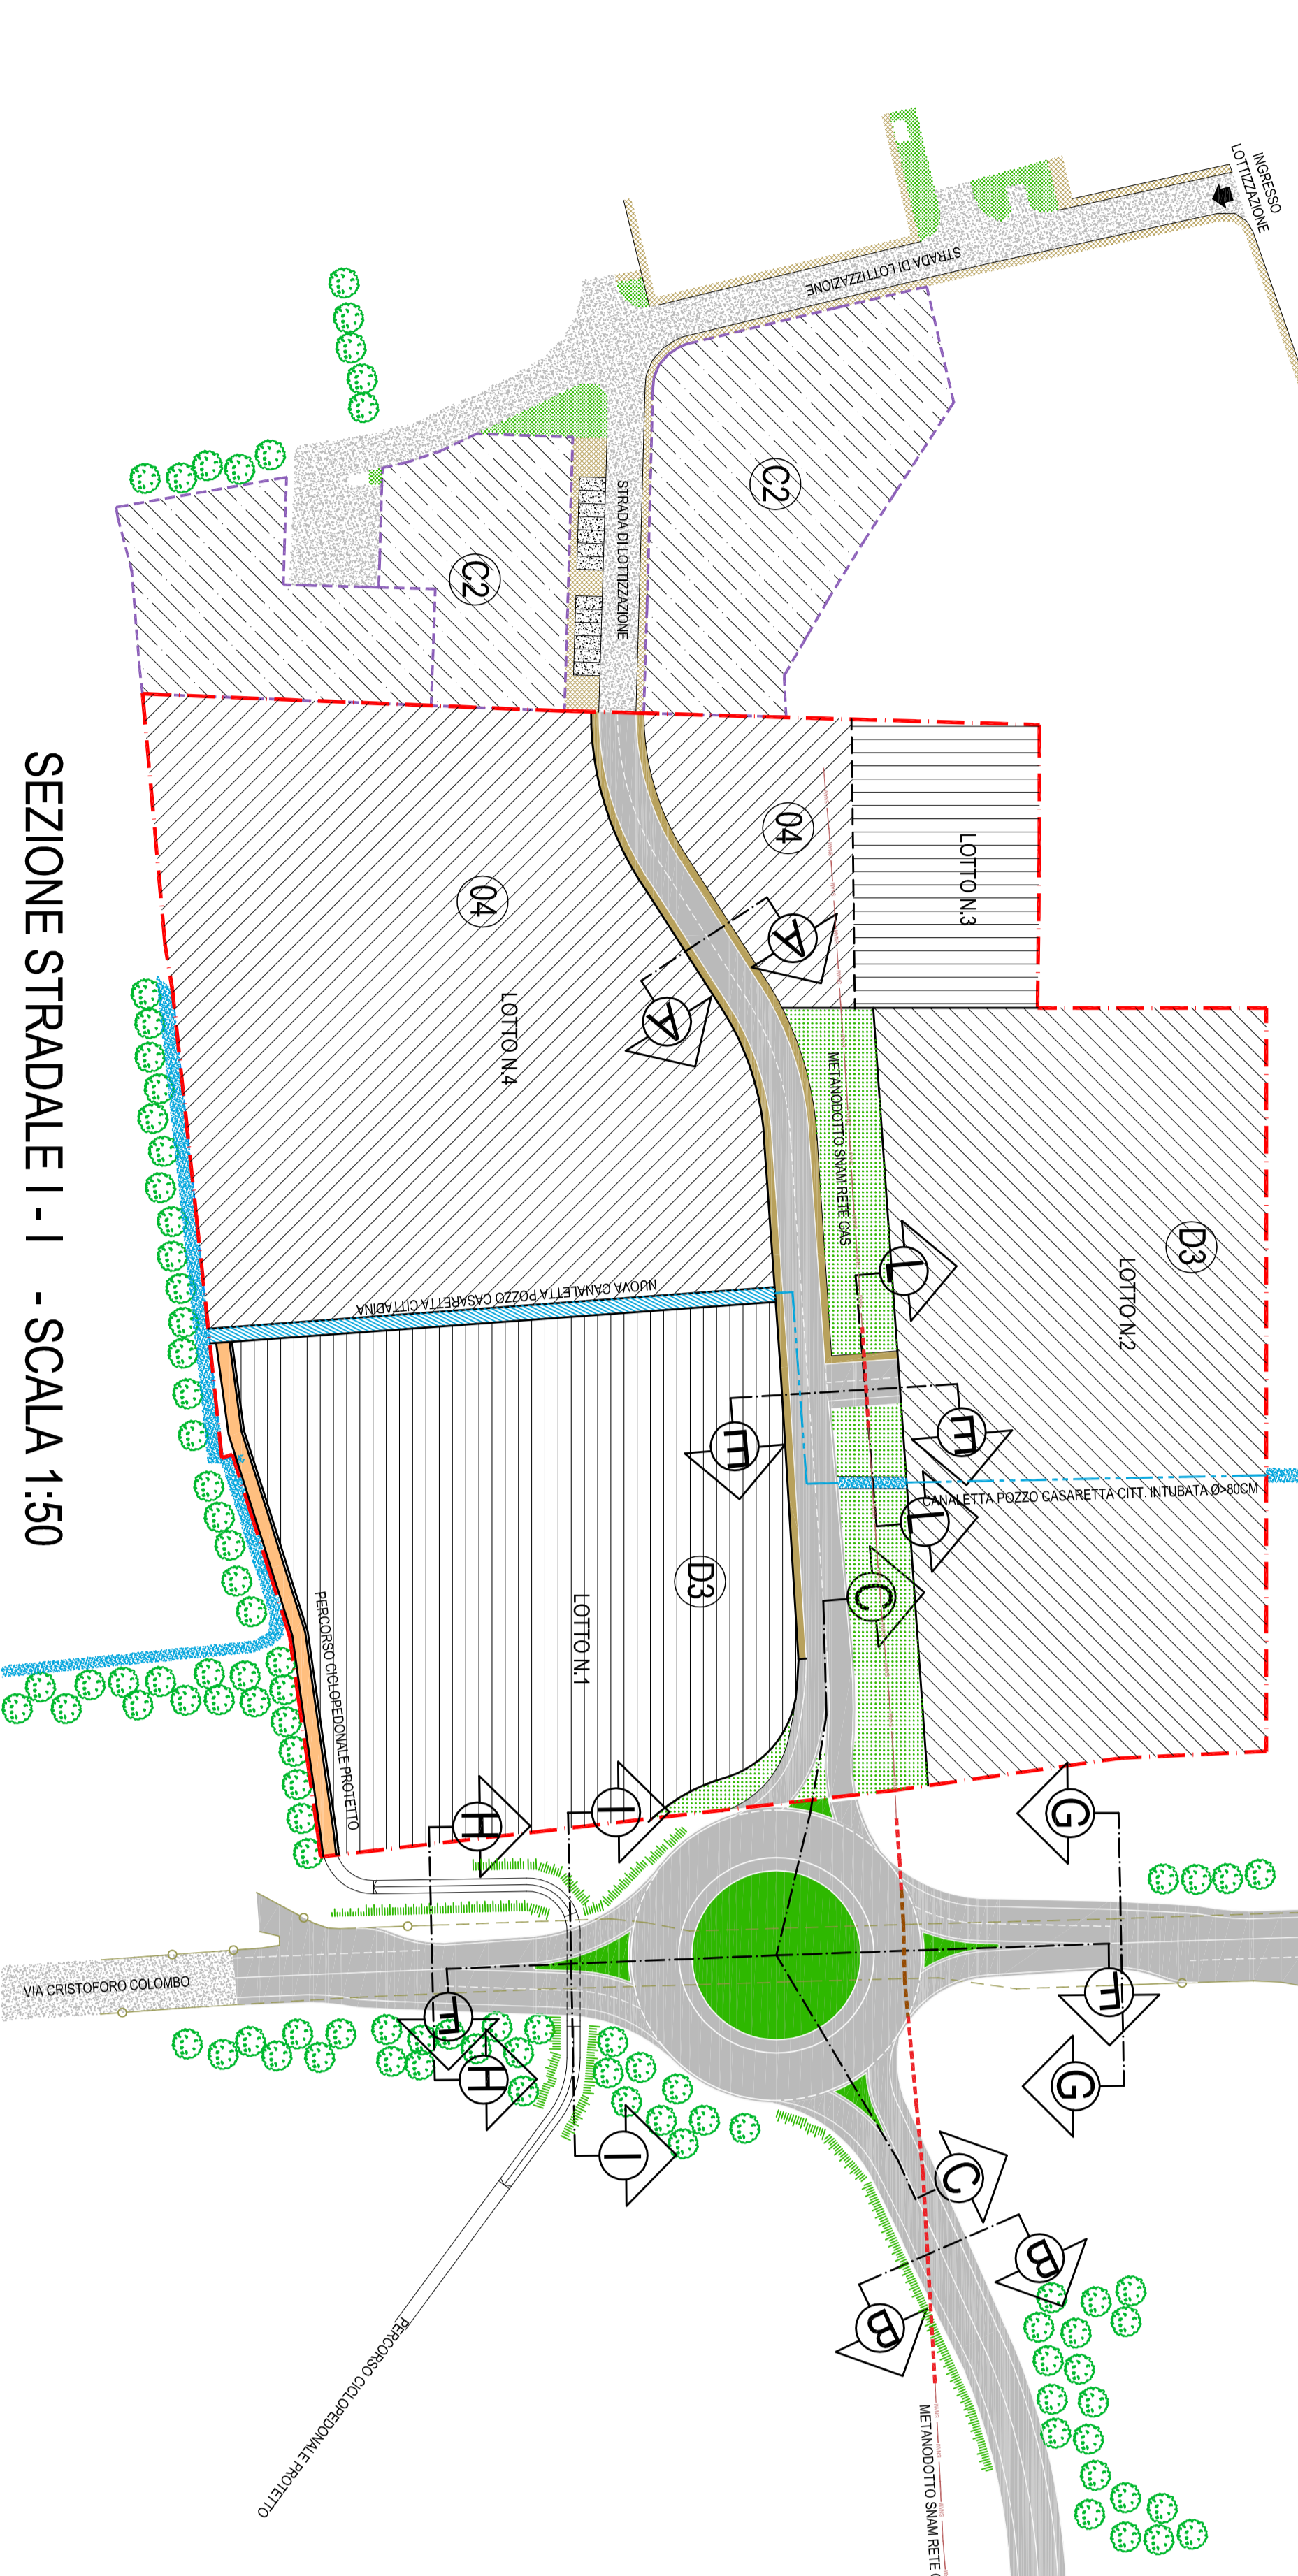 INGRESSO
LOTTIZZAZIONE
STRADA DI LOTTIZZAZIONE
C2
STRADA DI LOTTIZZAZIONE
C2
04
LOTTO N.3
04
A
A
LOTTO N.4
METANODOTTO SNAM RETE GAS
D3
LOTTO N.2
L
NUOVA CANALETTA POZZO CASARETTA CITTADINA
E
E
CANALETTA POZZO CASARETTA CITT. INTUBATA Ø>80CM
L
C
D3
LOTTO N.1
PERCORSO CICLOPEDONALE PROTETTO
H
I
G
VIA CRISTOFORO COLOMBO
F
F
H
G
I
C
B
B
PERCORSO CICLOPEDONALE PROTETTO
METANODOTTO SNAM RETE
SEZIONE STRADALE I - I - SCALA 1:50